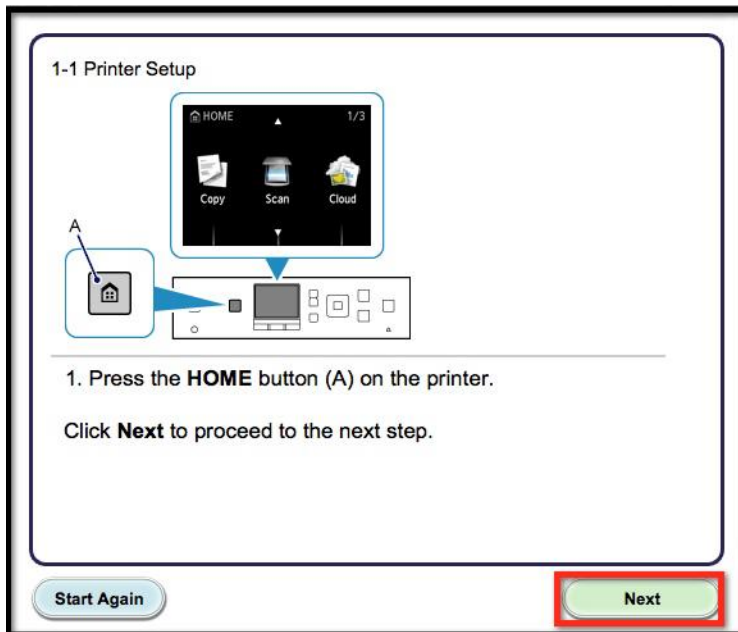 1-1 Printer Setup
HOME 1/3
Copy Scan Cloud
A
1. Press the HOME button (A) on the printer.
Click Next to proceed to the next step.
Start Again Next